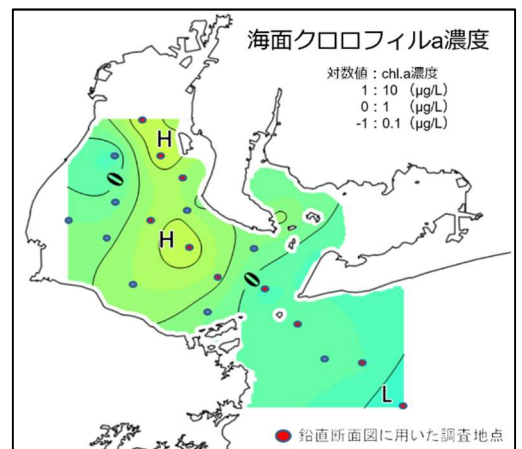 海面クロロフィルa濃度
対数値：chl.a濃度
1：10 （μg/L）
0：1 （μg/L）
-1：0.1 （μg/L）
H
0
H
0
L
鉛直断面図に用いた調査地点